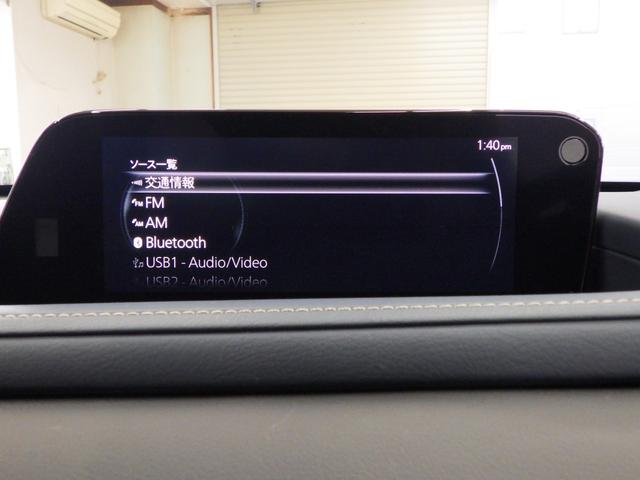 1:40pm
ソース一覧
交通情報
FM
AM
Bluetooth
USB1 - Audio/Video
USB2 - Audio/Video